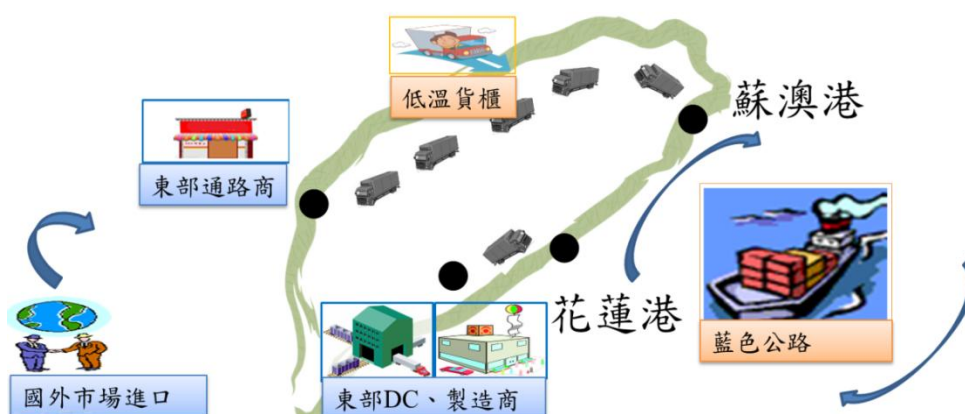 低溫貨櫃
蘇澳港
東部通路商
花蓮港
藍色公路
國外市場進口
東部DC、製造商